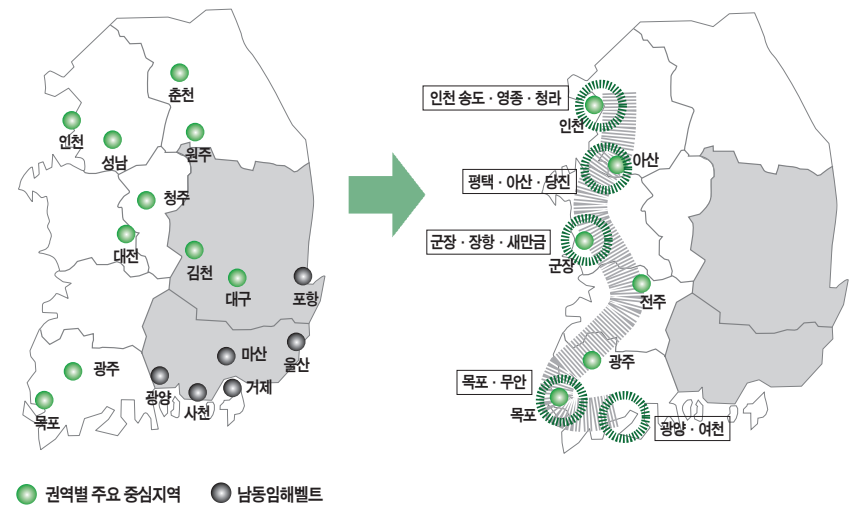 춘천
인천
성남
원주
청주
대전
김천
대구
포항
마산
울산
광주
광양
거제
사천
목포
인천 송도 · 영종 · 청라
인천
아산
평택 · 아산 · 당진
군장 · 장항 · 새만금
군장
전주
광주
목포 · 무안
목포
광양 · 여천
권역별 주요 중심지역
남동임해벨트